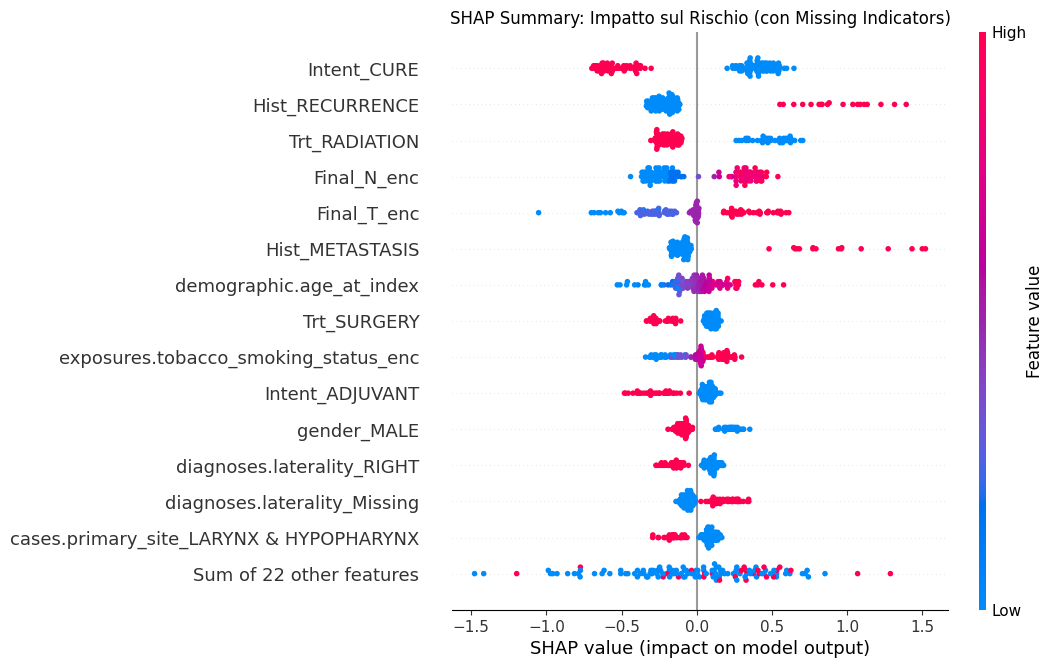 SHAP Summary: Impatto sul Rischio (con Missing Indicators)
High
Intent_CURE
Hist_RECURRENCE
Trt_RADIATION
Final_N_enc
Final_T_enc
Hist_METASTASIS
demographic.age_at_index
Trt_SURGERY
exposures.tobacco_smoking_status_enc
Intent_ADJUVANT
gender_MALE
diagnoses.laterality_RIGHT
diagnoses.laterality_Missing
cases.primary_site_LARYNX & HYPOPHARYNX
Sum of 22 other features
Feature value
Low
−1.5 −1.0 −0.5 0.0 0.5 1.0 1.5
SHAP value (impact on model output)